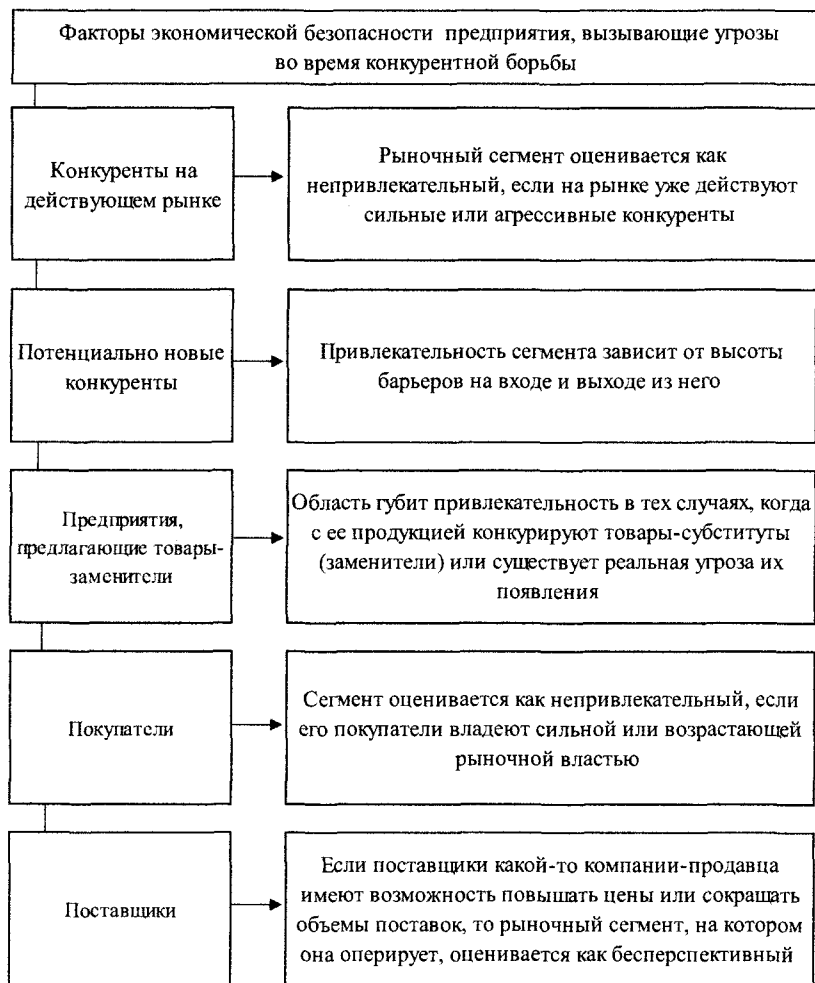 Факторы экономической безопасности предприятия, вызывающие угрозы
во время конкурентной борьбы
Конкуренты на
действующем рынке
Рыночный сегмент оценивается как
непривлекательный, если на рынке уже действуют
сильные или агрессивные конкуренты
Потенциально новые
конкуренты
Привлекательность сегмента зависит от высоты
барьеров на входе и выходе из него
Предприятия,
предлагающие товары-
заменители
Область губит привлекательность в тех случаях, когда
с ее продукцией конкурируют товары-субституты
(заменители) или существует реальная угроза их
появления
Покупатели
Сегмент оценивается как непривлекательный, если
его покупатели владеют сильной или возрастающей
рыночной властью
Поставщики
Если поставщики какой-то компании-продавца
имеют возможность повышать цены или сокращать
объемы поставок, то рыночный сегмент, на котором
она оперирует, оценивается как бесперспективный